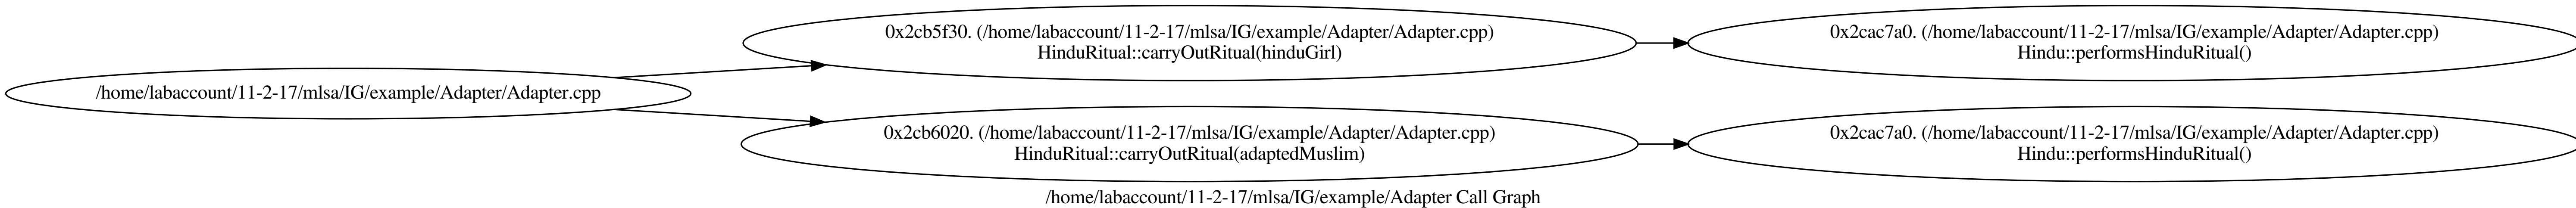 /home/labaccount/11-2-17/mlsa/IG/example/Adapter/Adapter.cpp
0x2cb5f30. (/home/labaccount/11-2-17/mlsa/IG/example/Adapter/Adapter.cpp)
HinduRitual::carryOutRitual(hinduGirl)
0x2cac7a0. (/home/labaccount/11-2-17/mlsa/IG/example/Adapter/Adapter.cpp)
Hindu::performsHinduRitual()
0x2cb6020. (/home/labaccount/11-2-17/mlsa/IG/example/Adapter/Adapter.cpp)
HinduRitual::carryOutRitual(adaptedMuslim)
0x2cac7a0. (/home/labaccount/11-2-17/mlsa/IG/example/Adapter/Adapter.cpp)
Hindu::performsHinduRitual()
/home/labaccount/11-2-17/mlsa/IG/example/Adapter Call Graph